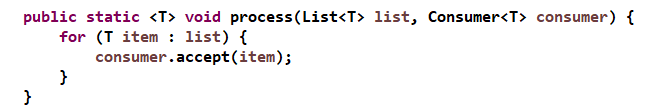 public static <T> void process(List<T> list, Consumer<T> consumer) {
    for (T item : list) {
        consumer.accept(item);
    }
}